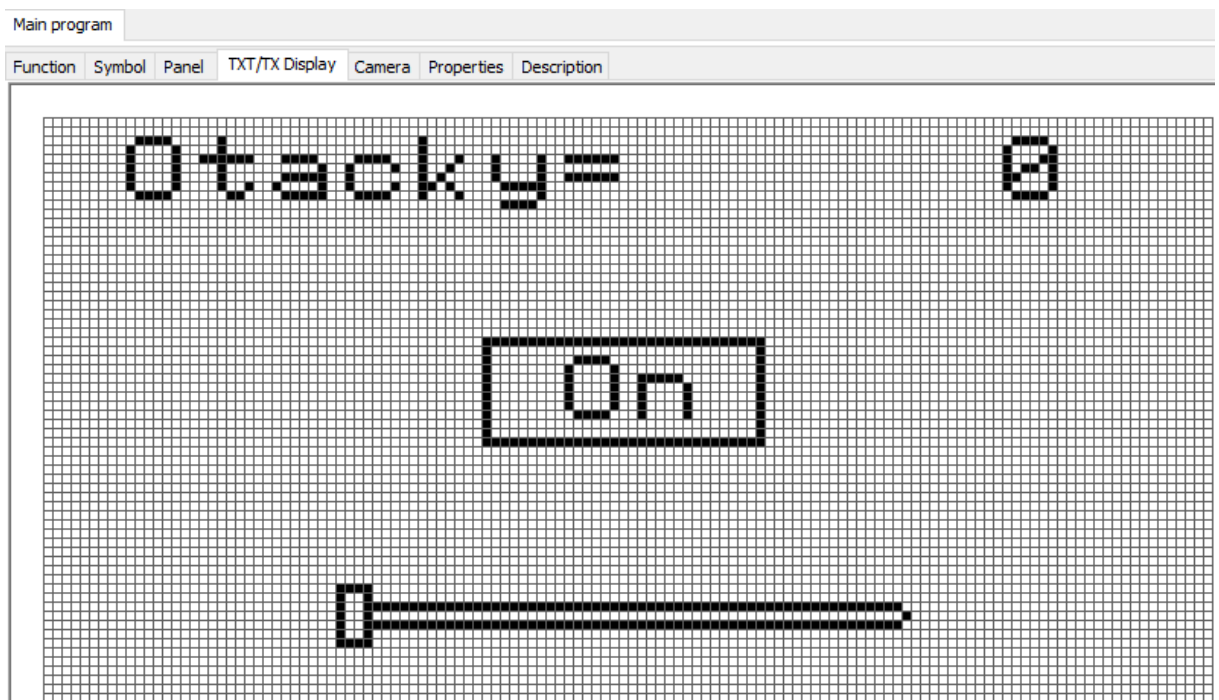 Main program
Function Symbol Panel TXT/TX Display Camera Properties Description
Otacky= 0
On